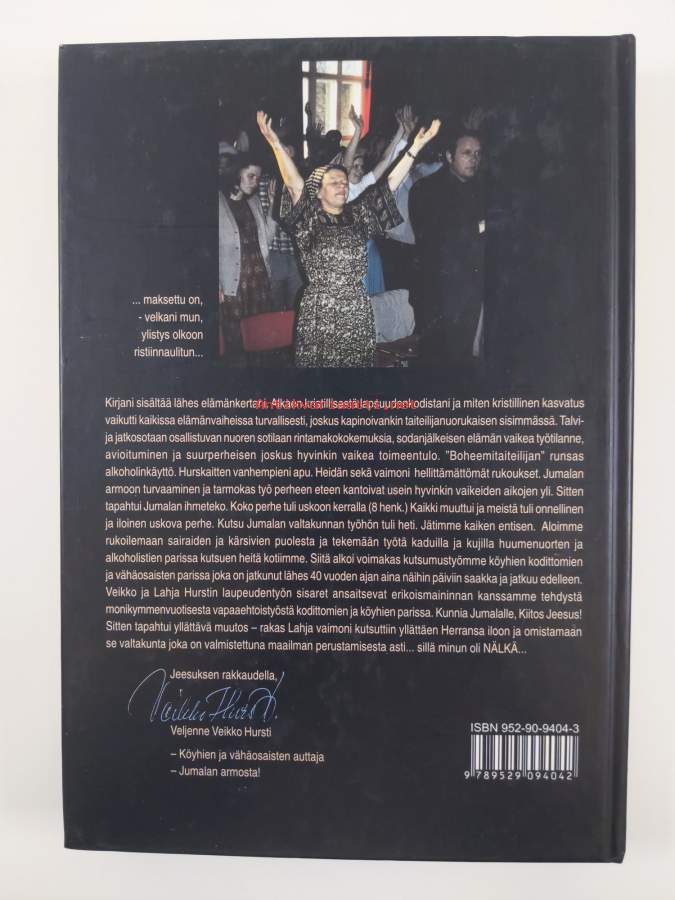 ... maksettu on,
- velkani mun,
ylistys olkoon
ristiinnaulitun...
Kirjani sisältää lähes elämänkertani. Alkaen kristillisestä lapsuudenkodistani ja miten kristillinen kasvatus
vaikutti kaikissa elämänvaiheissa turvallisesti, joskus kapinoivankin taiteilijanuorukaisen sisimmässä. Talvi-
ja jatkosotaan osallistuvan nuoren sotilaan rintamakokokemuksia, sodanjälkeisen elämän vaikea työtilanne,
avioituminen ja suurperheisen joskus hyvinkin vaikea toimeentulo. "Boheemitaiteilijan" runsas
alkoholinkäyttö. Hurskaitten vanhempieni apu. Heidän sekä vaimoni hellittämättömät rukoukset. Jumalan
armoon turvaaminen ja tarmokas työ perheen eteen kantoivat usein hyvinkin vaikeiden aikojen yli. Sitten
tapahtui Jumalan ihmeteko. Koko perhe tuli uskoon kerralla (8 henk.) Kaikki muuttui ja meistä tuli onnellinen
ja iloinen uskova perhe. Kutsu Jumalan valtakunnan työhön tuli heti. Jätimme kaiken entisen. Aloimme
rukoilemaan sairaiden ja kärsivien puolesta ja tekemään työtä kaduilla ja kujilla huumenuorten ja
alkoholistien parissa kutsuen heitä kotiimme. Siitä alkoi voimakas kutsumustyömme köyhien kodittomien
ja vähäosaisten parissa joka on jatkunut lähes 40 vuoden ajan aina näihin päiviin saakka ja jatkuu edelleen.
Veikko ja Lahja Hurstin laupeudentyön sisaret ansaitsevat erikoismaininnan kanssamme tehdystä
monikymmenvuotisesta vapaaehtoistyöstä kodittomien ja köyhien parissa. Kunnia Jumalalle, Kiitos Jeesus!
Sitten tapahtui yllättävä muutos – rakas Lahja vaimoni kutsuttiin yllättäen Herransa iloon ja omistamaan
se valtakunta joka on valmistettuna maailman perustamisesta asti... sillä minun oli NÄLKÄ...
Jeesuksen rakkaudella,
Veikko Hursti
Veljenne Veikko Hursti
– Köyhien ja vähäosaisten auttaja
– Jumalan armosta!
ISBN 952-90-9404-3
9 789529 094042